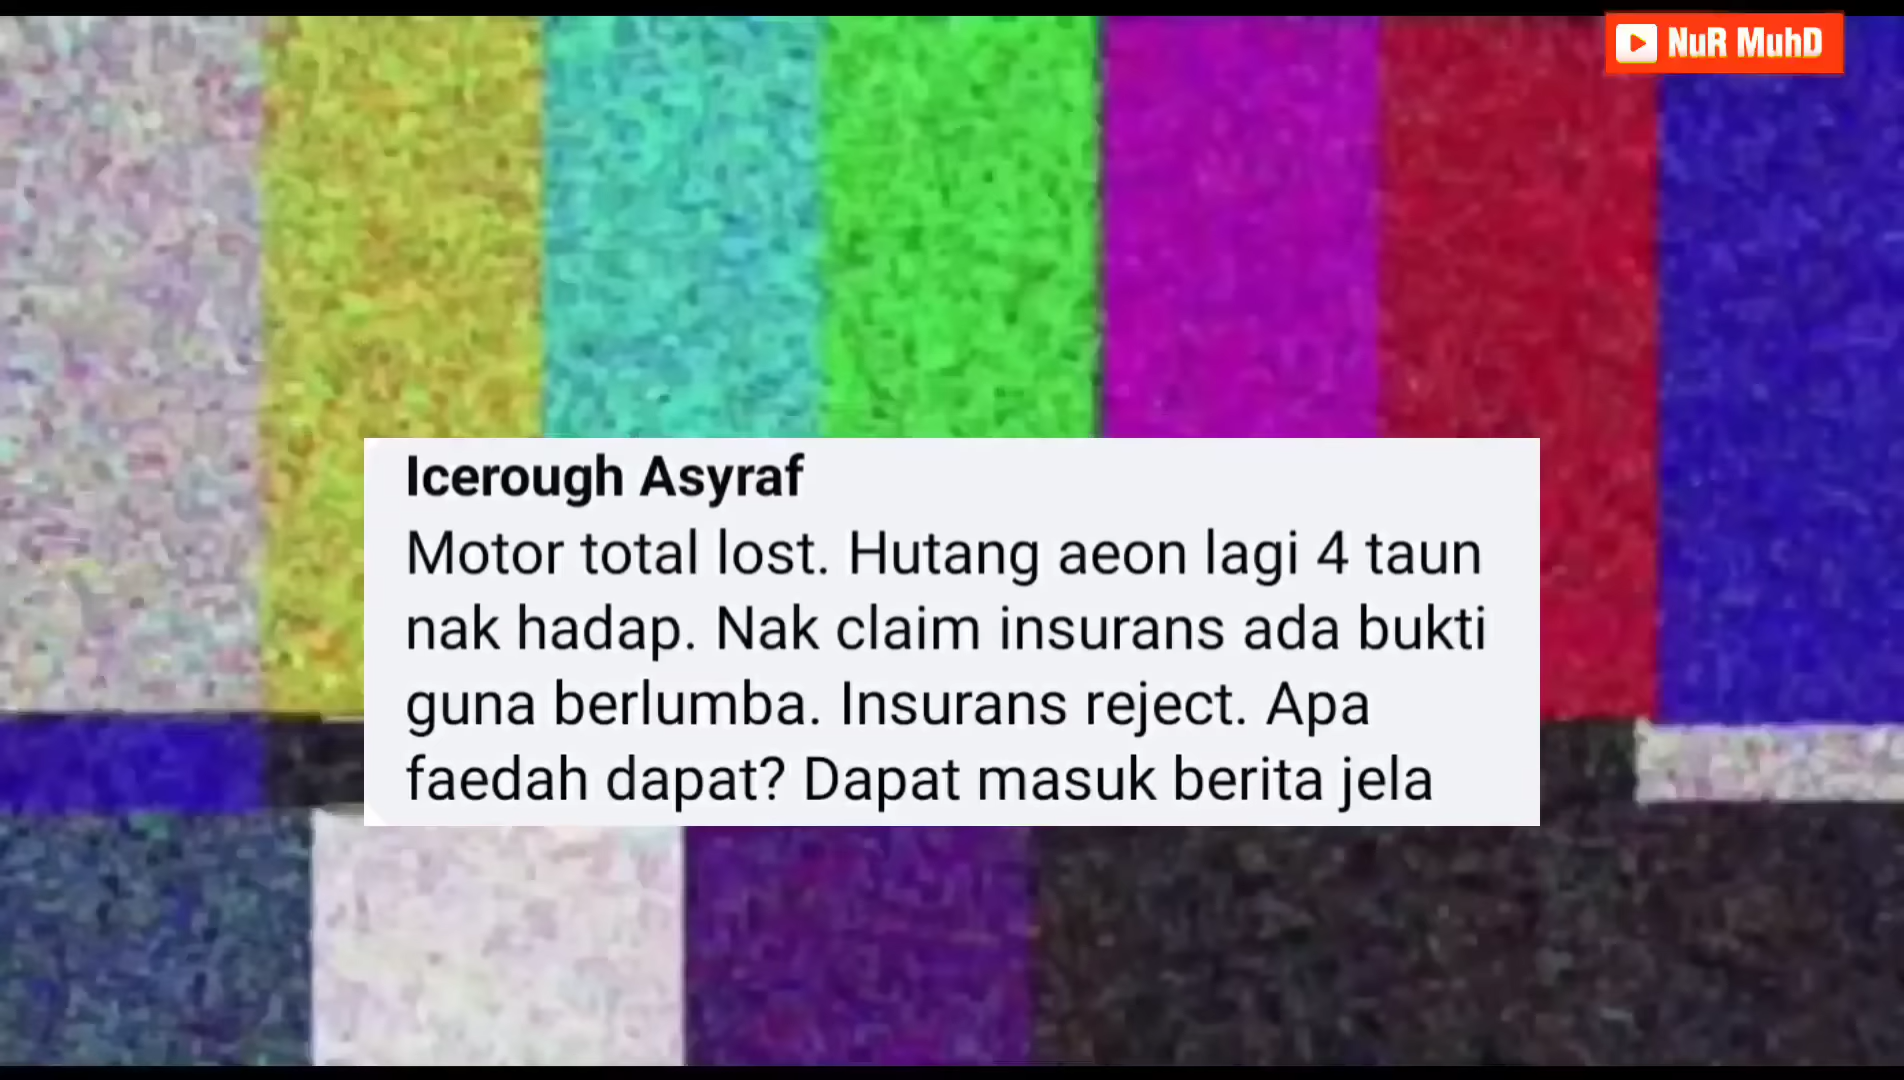 NuR MuhD
Icerough Asyraf
Motor total lost. Hutang aeon lagi 4 taun
nak hadap. Nak claim insurans ada bukti
guna berlumba. Insurans reject. Apa
faedah dapat? Dapat masuk berita jela